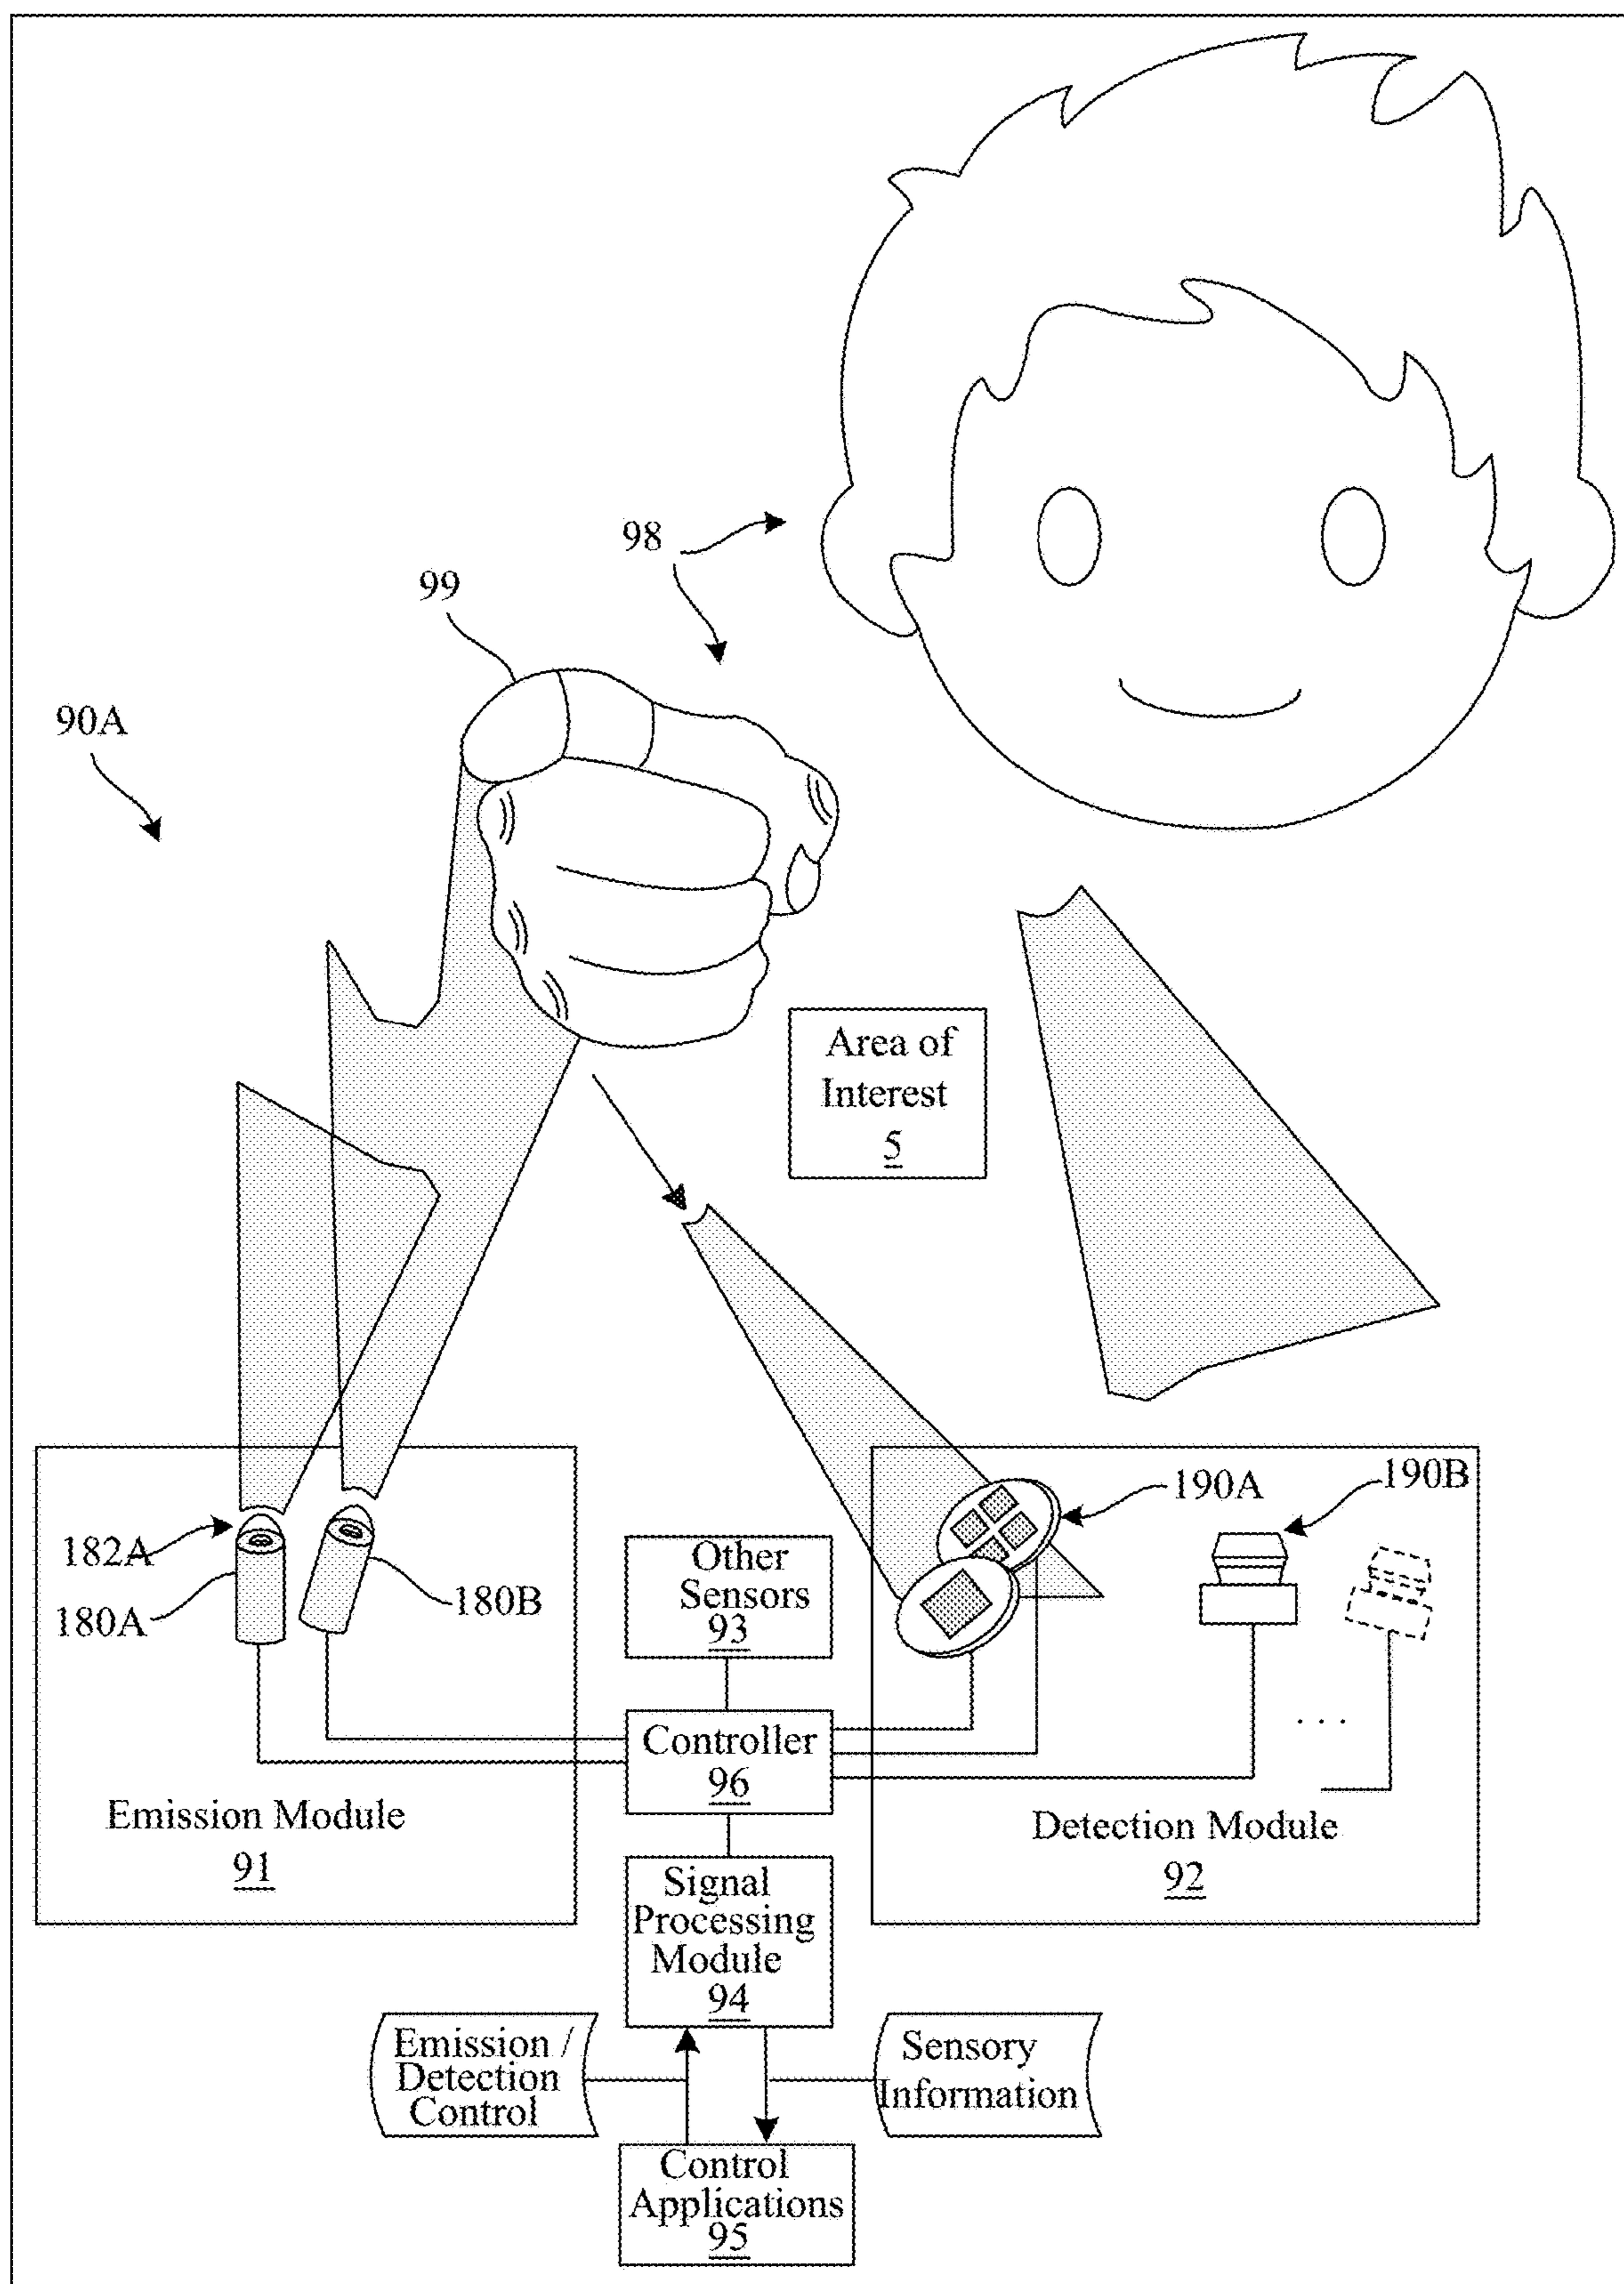 98
99
90A
Area of
Interest
5
190A
190B
182A
180A
180B
Other
Sensors
93
Controller
96
Emission Module
91
Detection Module
92
. . .
Signal
Processing
Module
94
Emission /
Detection
Control
Sensory
Information
Control
Applications
95